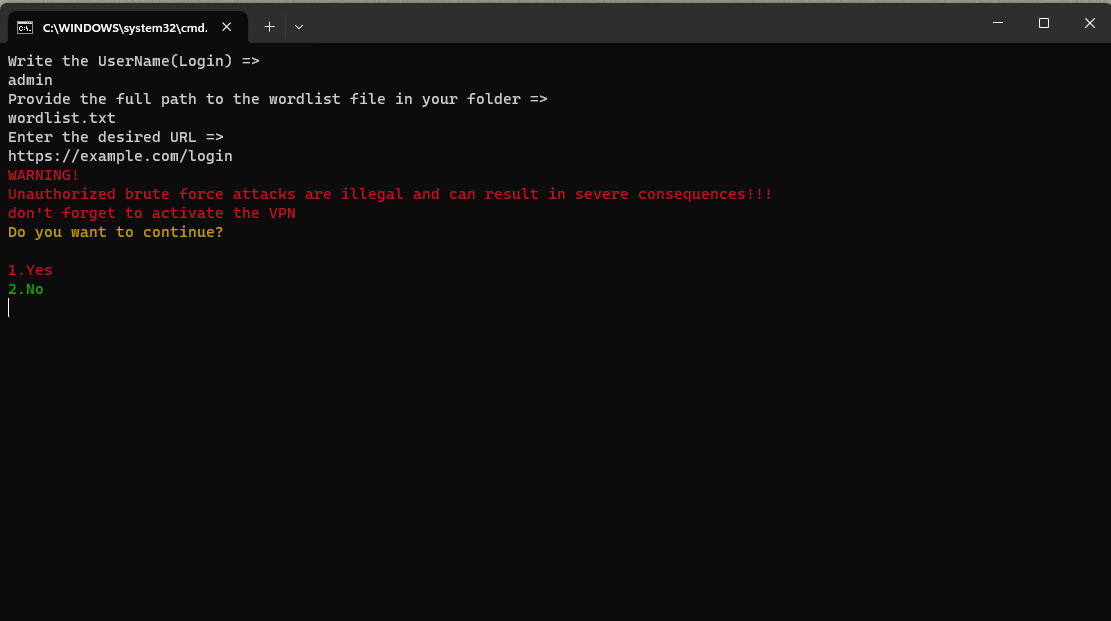 C:\WINDOWS\system32\cmd.
Write the UserName(Login) =>
admin
Provide the full path to the wordlist file in your folder =>
wordlist.txt
Enter the desired URL =>
https://example.com/login
WARNING!
Unauthorized brute force attacks are illegal and can result in severe consequences!!!
don't forget to activate the VPN
Do you want to continue?
1.Yes
2.No